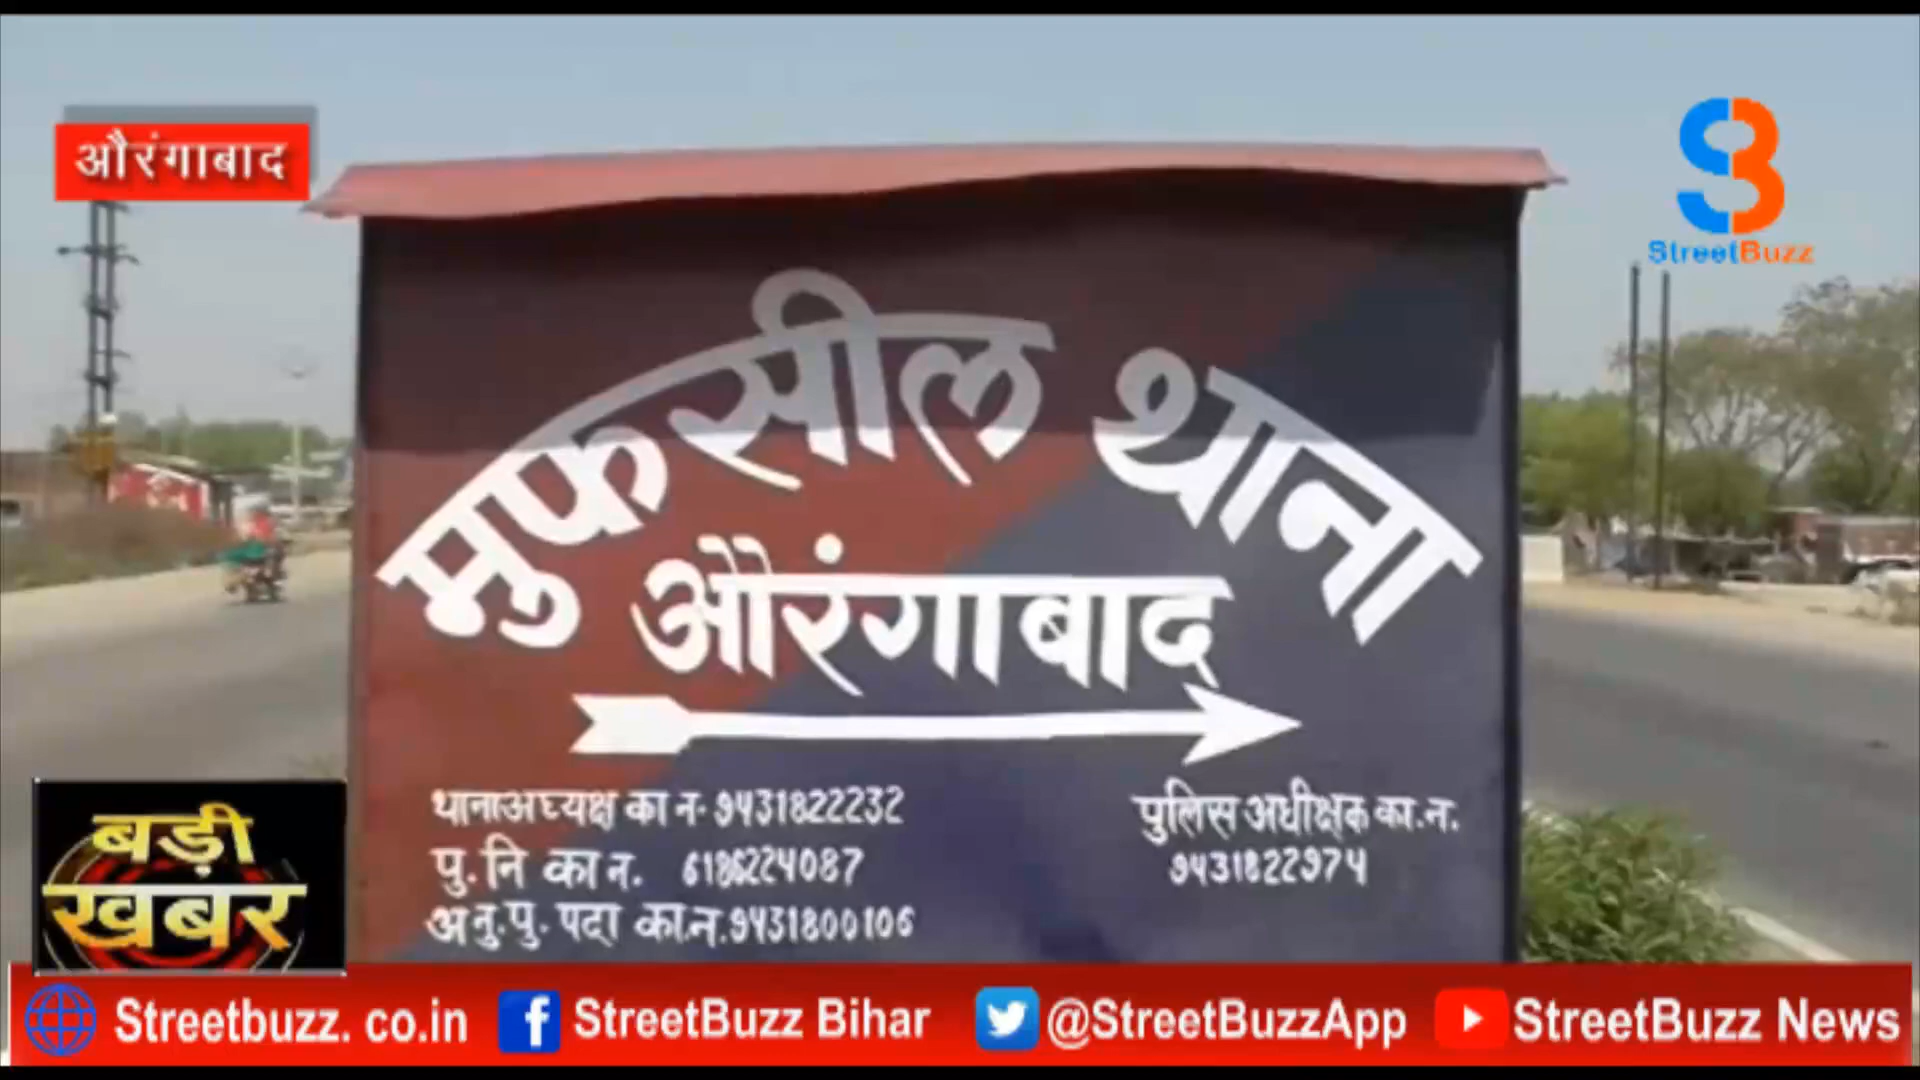 औरंगाबाद
StreetBuzz
मुफसील थाना
औरंगाबाद
थानाअध्यक्ष का न. 9431822232
पु. नि का न. 6186224087
अनु. पु. पदा का.न. 9431800106
पुलिस अधीक्षक का. न.
9431822974
बड़ी
खबर
Streetbuzz. co.in
StreetBuzz Bihar
@StreetBuzzApp
StreetBuzz News